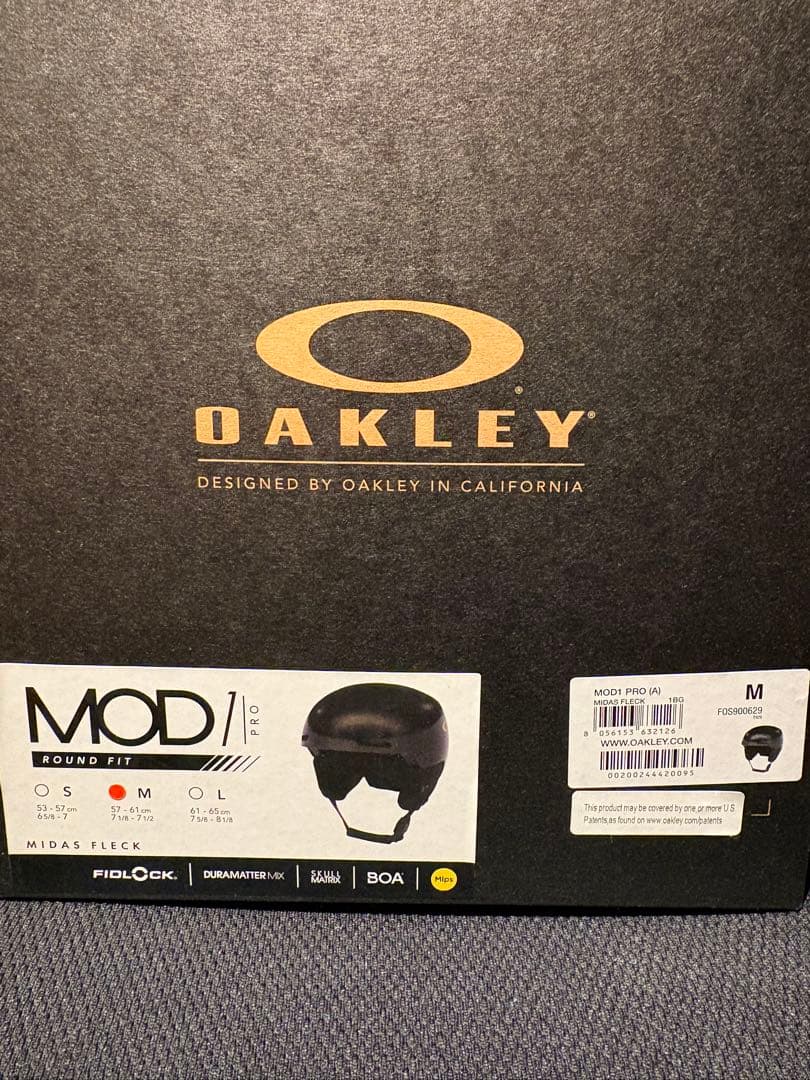 OAKLEY®
DESIGNED BY OAKLEY IN CALIFORNIA
MOD1 PRO
ROUND FIT
S M L
53 - 57 cm 57 - 61 cm 61 - 65 cm
6 5/8 - 7 7 1/8 - 7 1/2 7 5/8 - 8 1/8
MIDAS FLECK
FIDLOCK. DURAMATTER MIX SKULL MATRIX BOA® Mips
MOD1 PRO (A) M
MIDAS FLECK 1BG
FOS900629
8 056153 632126
WWW.OAKLEY.COM
00200244420095
This product may be covered by one or more U.S.
Patents,as found on www.oakley.com/patents